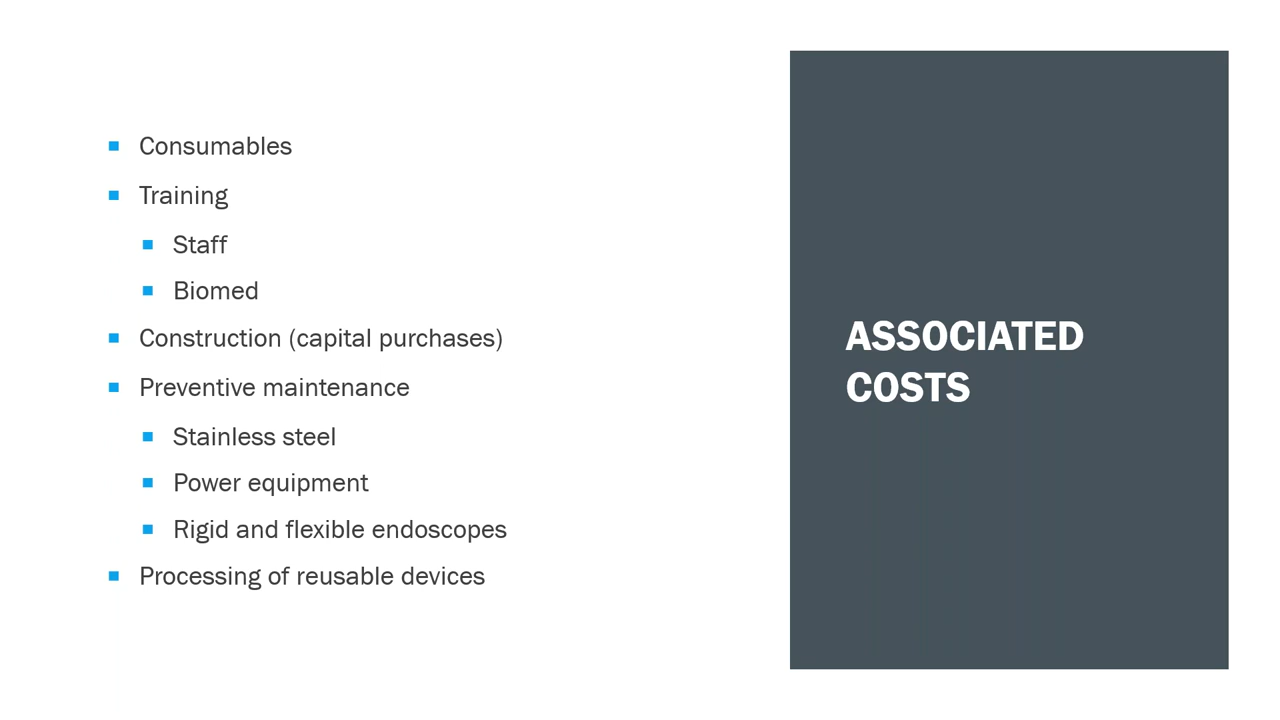 Consumables
Training
Staff
Biomed
Construction (capital purchases)
Preventive maintenance
Stainless steel
Power equipment
Rigid and flexible endoscopes
Processing of reusable devices
ASSOCIATED
COSTS